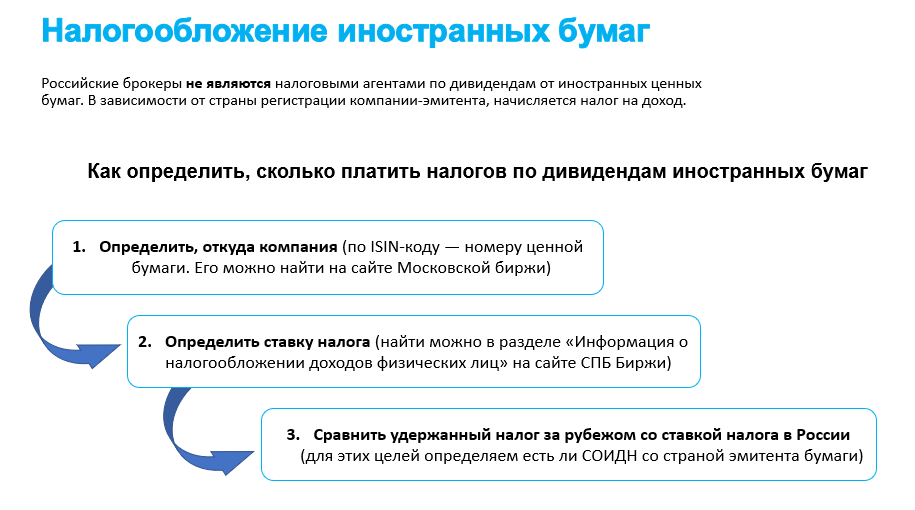 Налогообложение иностранных бумаг
Российские брокеры не являются налоговыми агентами по дивидендам от иностранных ценных
бумаг. В зависимости от страны регистрации компании-эмитента, начисляется налог на доход.
Как определить, сколько платить налогов по дивидендам иностранных бумаг
1. Определить, откуда компания (по ISIN-коду — номеру ценной
бумаги. Его можно найти на сайте Московской биржи)
2. Определить ставку налога (найти можно в разделе «Информация о
налогообложении доходов физических лиц» на сайте СПБ Биржи)
3. Сравнить удержанный налог за рубежом со ставкой налога в России
(для этих целей определяем есть ли СОИДН со страной эмитента бумаги)